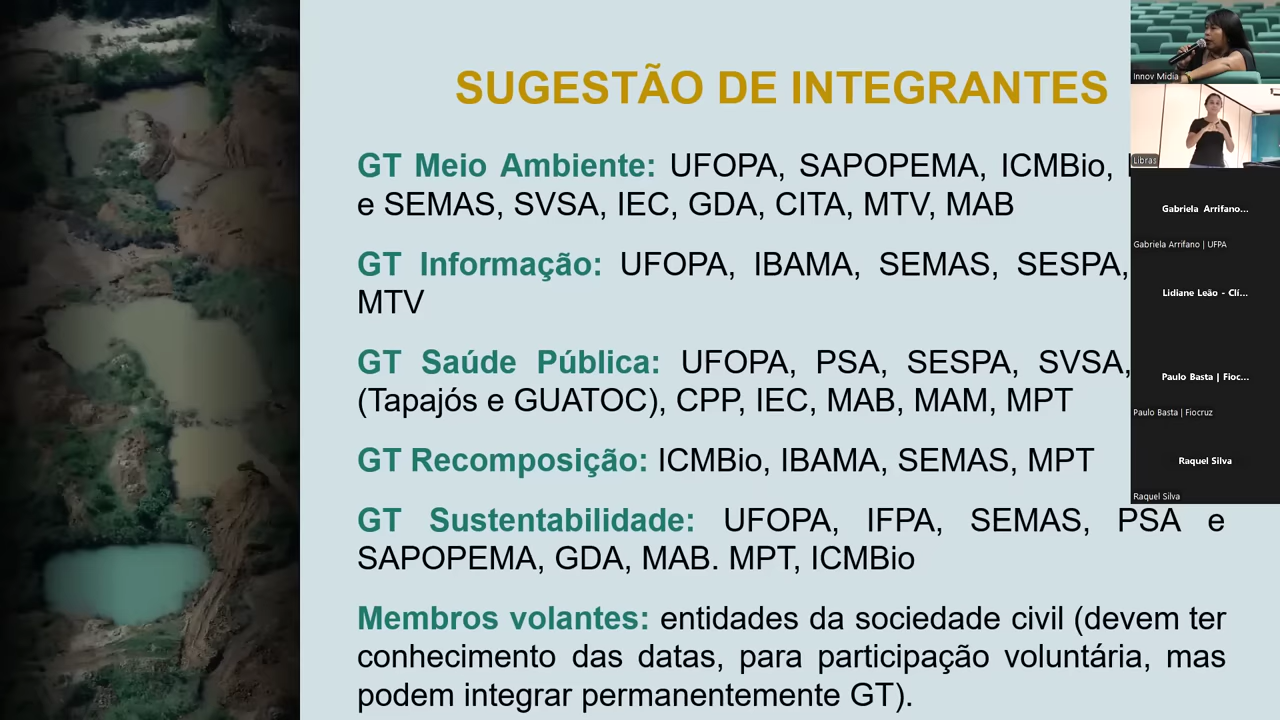 SUGESTÃO DE INTEGRANTES
GT Meio Ambiente: UFOPA, SAPOPEMA, ICMBio,
e SEMAS, SVSA, IEC, GDA, CITA, MTV, MAB
GT Informação: UFOPA, IBAMA, SEMAS, SESPA,
MTV
GT Saúde Pública: UFOPA, PSA, SESPA, SVSA,
(Tapajós e GUATOC), CPP, IEC, MAB, MAM, MPT
GT Recomposição: ICMBio, IBAMA, SEMAS, MPT
GT Sustentabilidade: UFOPA, IFPA, SEMAS, PSA e
SAPOPEMA, GDA, MAB. MPT, ICMBio
Membros volantes: entidades da sociedade civil (devem ter
conhecimento das datas, para participação voluntária, mas
podem integrar permanentemente GT).
Innov Midia
Libras
Gabriela Arrifano...
Gabriela Arrifano | UFPA
Lidiane Leão - Clí...
Paulo Basta | Fioc...
Paulo Basta | Fiocruz
Raquel Silva
Raquel Silva